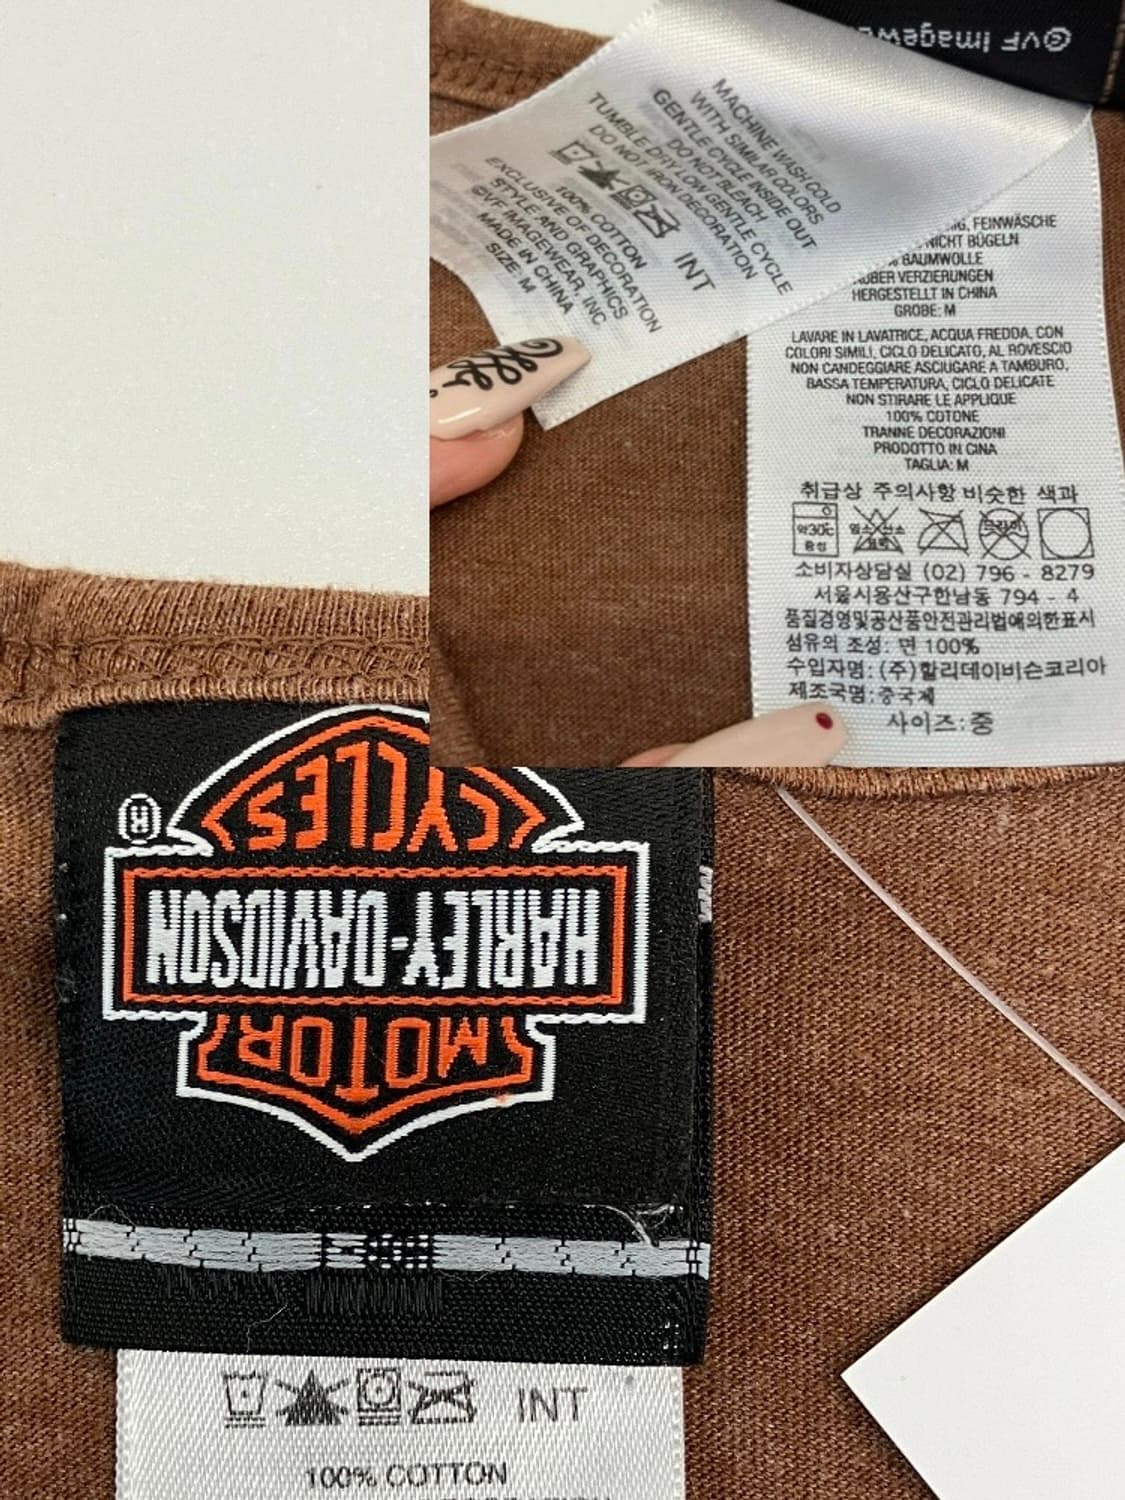 ©VF Imagewe
MACHINE WASH COLD
WITH SIMILAR COLORS
GENTLE CYCLE INSIDE OUT
DO NOT BLEACH
TUMBLE DRY LOW GENTLE CYCLE
DO NOT IRON DECORATION
INT
100% COTTON
EXCLUSIVE OF DECORATION
STYLE AND GRAPHICS
©VF IMAGEWEAR, INC
MADE IN CHINA
SIZE: M
FEINWÄSCHE
NICHT BÜGELN
BAUMWOLLE
VERZIERUNGEN
HERGESTELLT IN CHINA
GROBE: M
LAVARE IN LAVATRICE, ACQUA FREDDA, CON
COLORI SIMILI, CICLO DELICATO, AL ROVESCIO
NON CANDEGGIARE ASCIUGARE A TAMBURO,
BASSA TEMPERATURA, CICLO DELICATE
NON STIRARE LE APPLIQUE
100% COTONE
TRANNE DECORAZIONI
PRODOTTO IN CINA
TAGLIA: M
취급상 주의사항 비슷한 색과
약30℃
중성
소비자상담실 (02) 796 - 8279
서울시용산구한남동 794 - 4
품질경영및공산품안전관리법에의한표시
섬유의 조성: 면 100%
수입자명: (주)할리데이비슨코리아
제조국명:중국제
사이즈:중
MOTOR
HARLEY-DAVIDSON
CYCLES
®
INT
100% COTTON